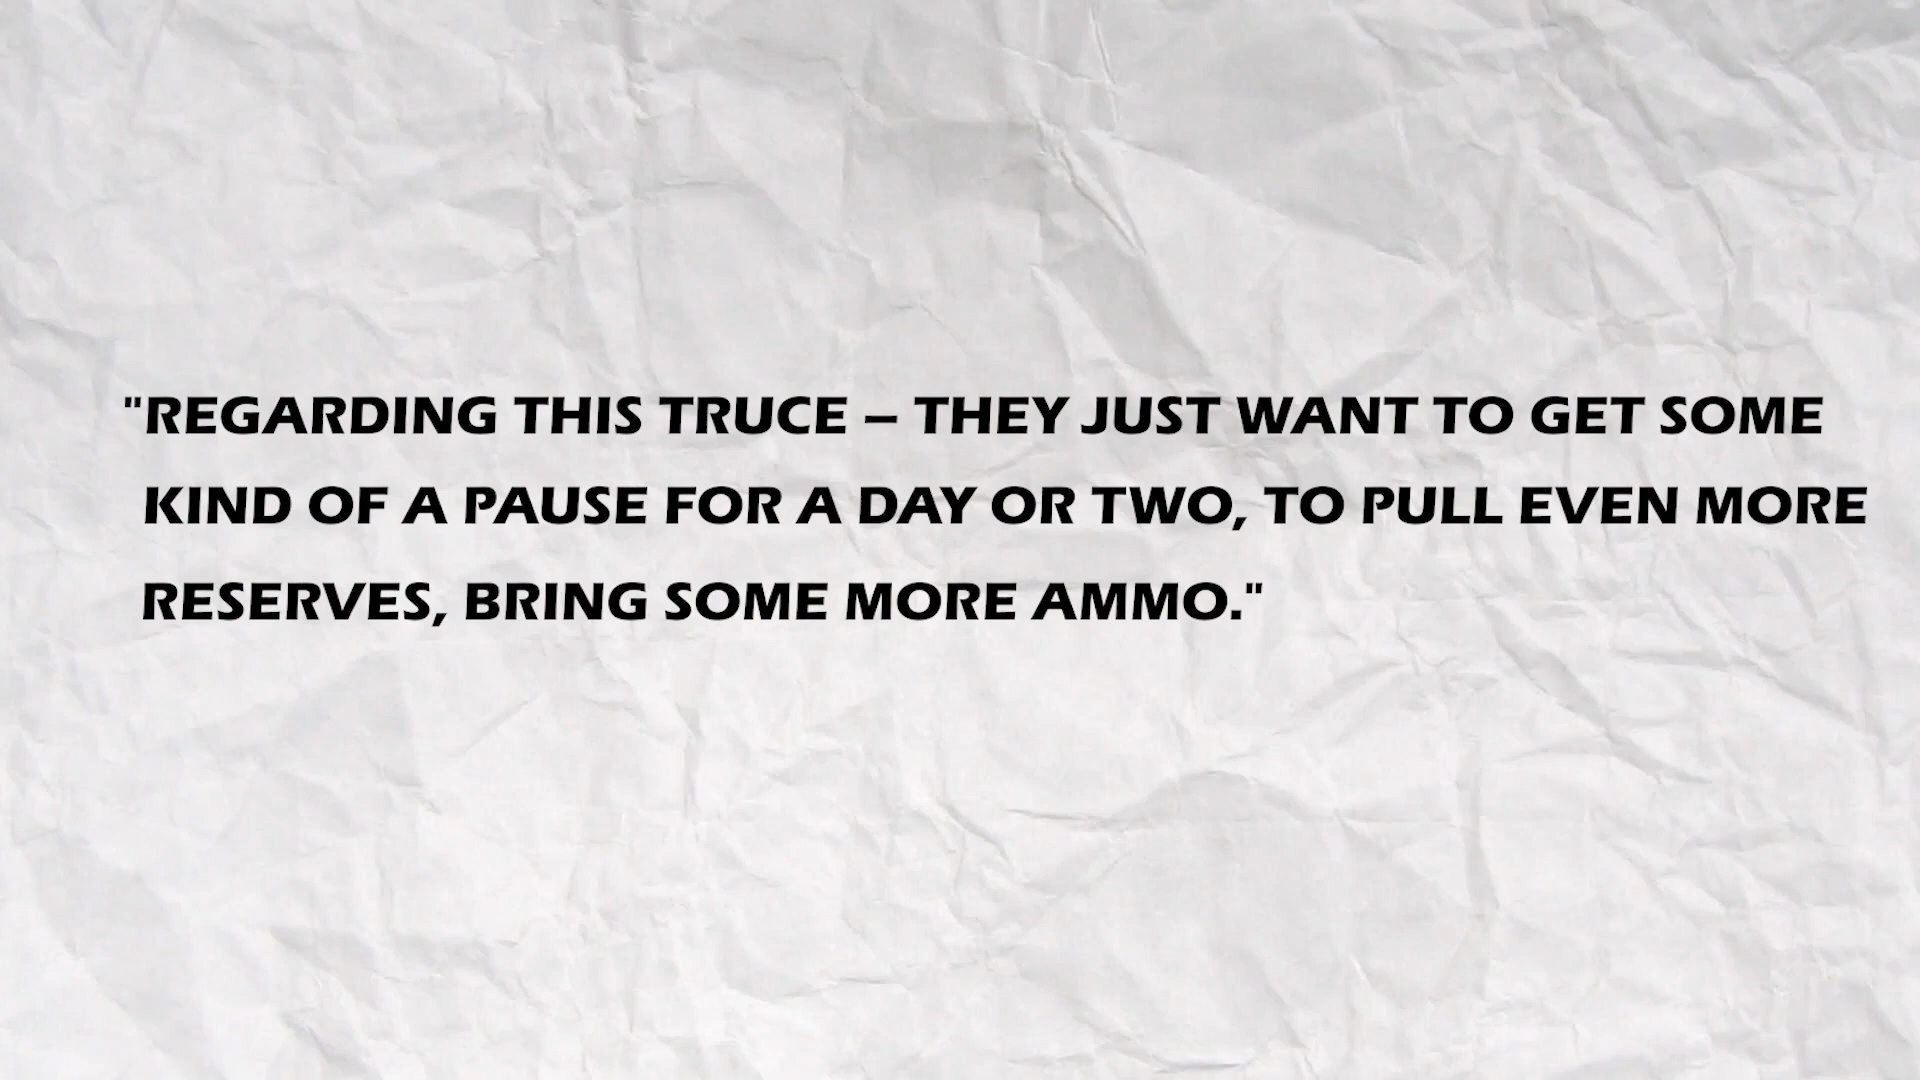 "REGARDING THIS TRUCE – THEY JUST WANT TO GET SOME
KIND OF A PAUSE FOR A DAY OR TWO, TO PULL EVEN MORE
RESERVES, BRING SOME MORE AMMO."